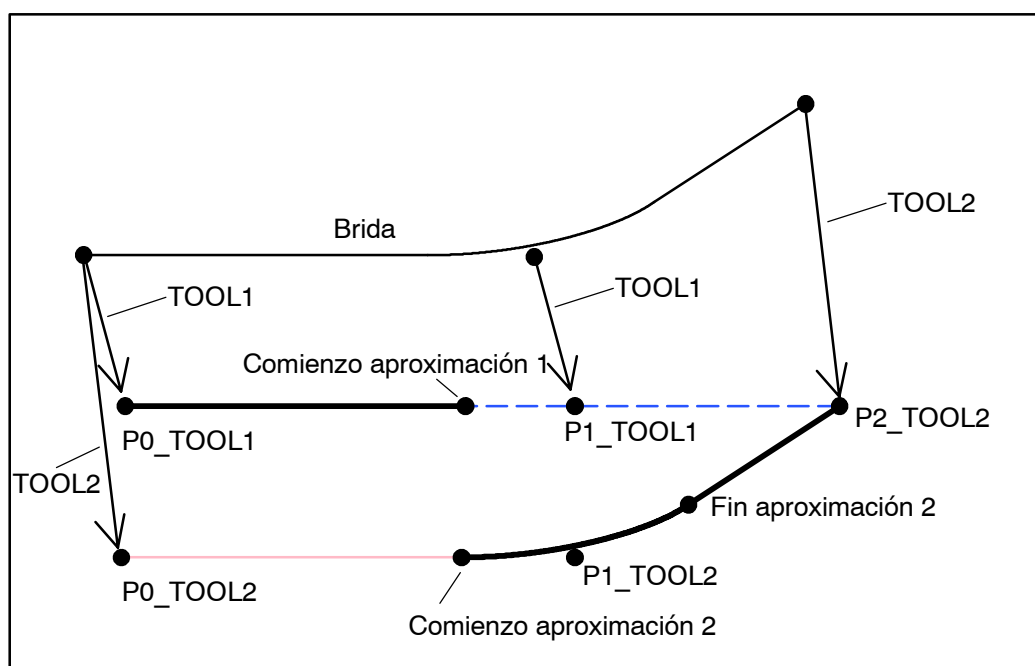 TOOL2
Brida
TOOL1
TOOL1
Comienzo aproximación 1
P0_TOOL1
P1_TOOL1
P2_TOOL2
TOOL2
Fin aproximación 2
P0_TOOL2
P1_TOOL2
Comienzo aproximación 2